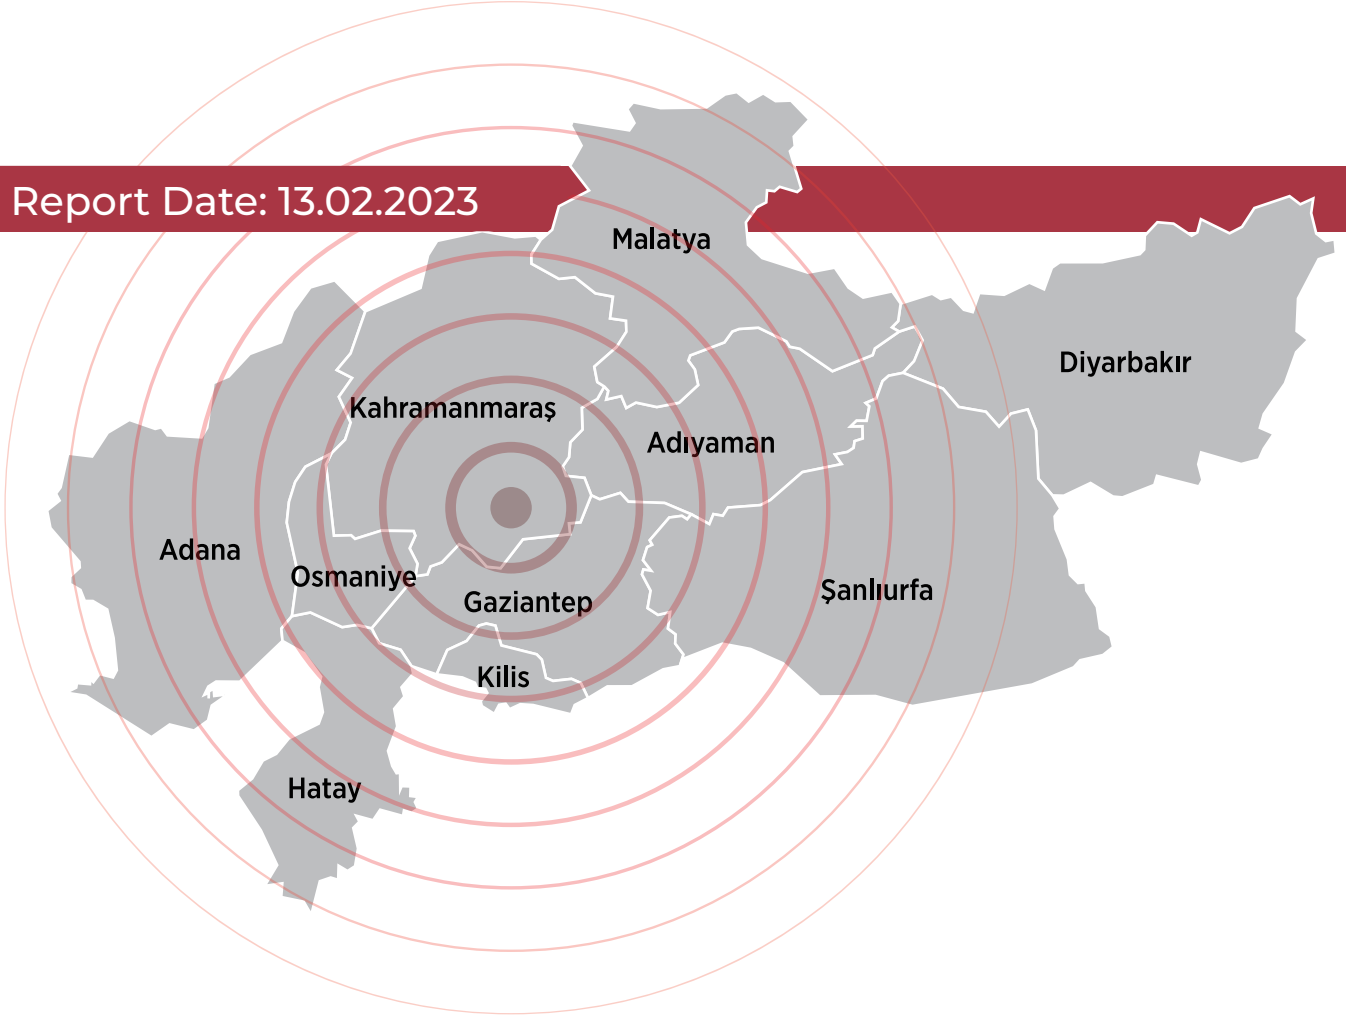 Report Date: 13.02.2023
Malatya
Diyarbakır
Kahramanmaraş
Adıyaman
Adana
Osmaniye
Şanlıurfa
Gaziantep
Kilis
Hatay